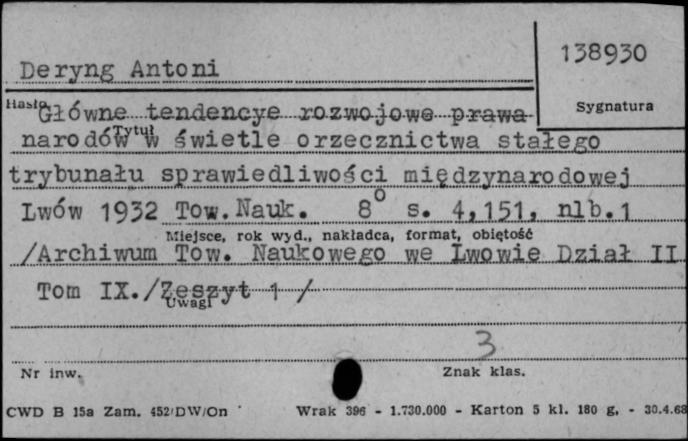 138930
Deryng Antoni
Hasło
Sygnatura
Główne tendencye rozwojowe prawa
Tytuł
narodów w świetle orzecznictwa stałego
trybunału sprawiedliwości międzynarodowej
Lwów 1932 Tow. Nauk. 8° s. 4,151, nlb.1
Miejsce, rok wyd., nakładca, format, obiętość
/Archiwum Tow. Naukowego we Lwowie Dział II
Tom IX./Zeszyt 1 /
Uwagi
3
Nr inw.
Znak klas.
CWD B 15a Zam. 452/DW/On Wrak 396 - 1.730.000 - Karton 5 kl. 180 g. - 30.4.68